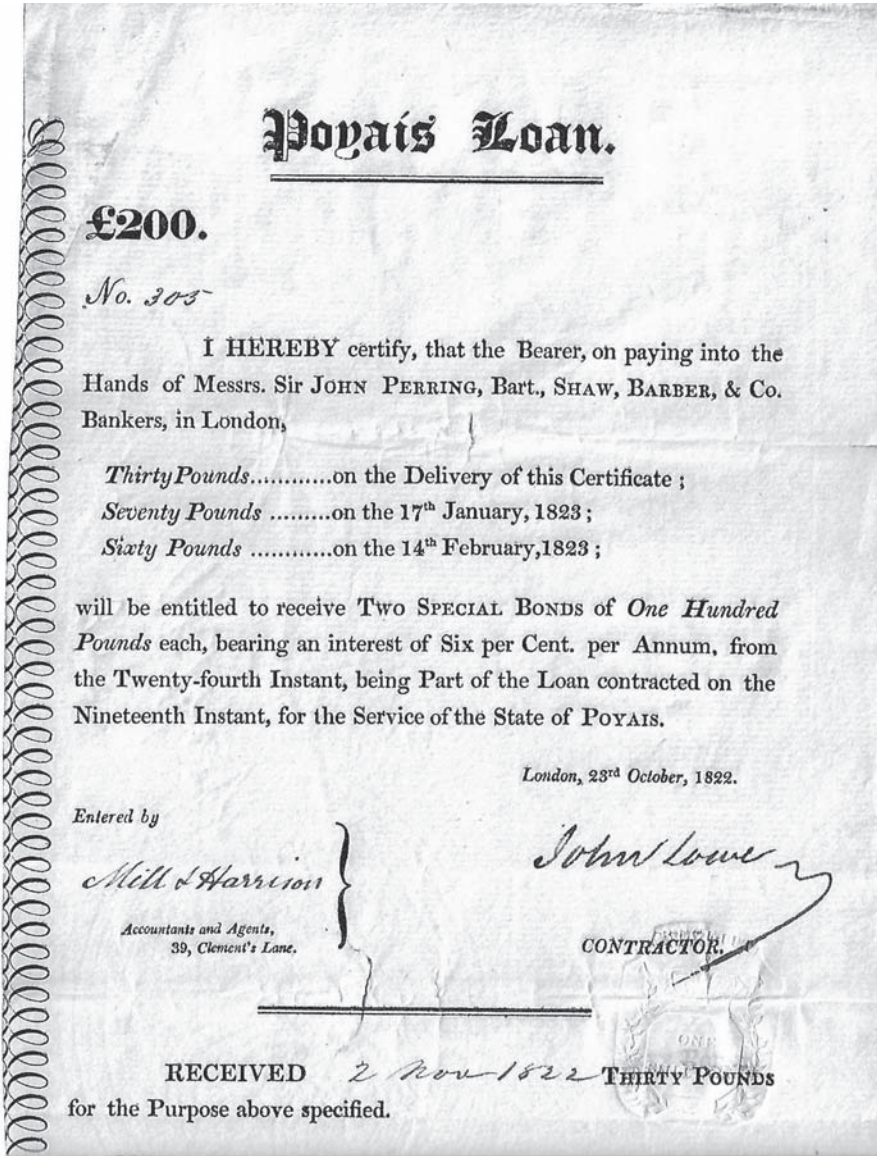 Poyais Loan.
£200.
No. 305
I HEREBY certify, that the Bearer, on paying into the
Hands of Messrs. Sir JOHN PERRING, Bart., SHAW, BARBER, & Co.
Bankers, in London,
Thirty Pounds............on the Delivery of this Certificate ;
Seventy Pounds .........on the 17th January, 1823 ;
Sixty Pounds ............on the 14th February,1823 ;
will be entitled to receive TWO SPECIAL BONDS of One Hundred
Pounds each, bearing an interest of Six per Cent. per Annum, from
the Twenty-fourth Instant, being Part of the Loan contracted on the
Nineteenth Instant, for the Service of the State of POYAIS.
London, 23rd October, 1822.
Entered by
John Lowe
Mill & Harrison
Accountants and Agents,
39, Clement's Lane.
CONTRACTOR.
ONE
RECEIVED 2 Nov 1822 THIRTY POUNDS
for the Purpose above specified.